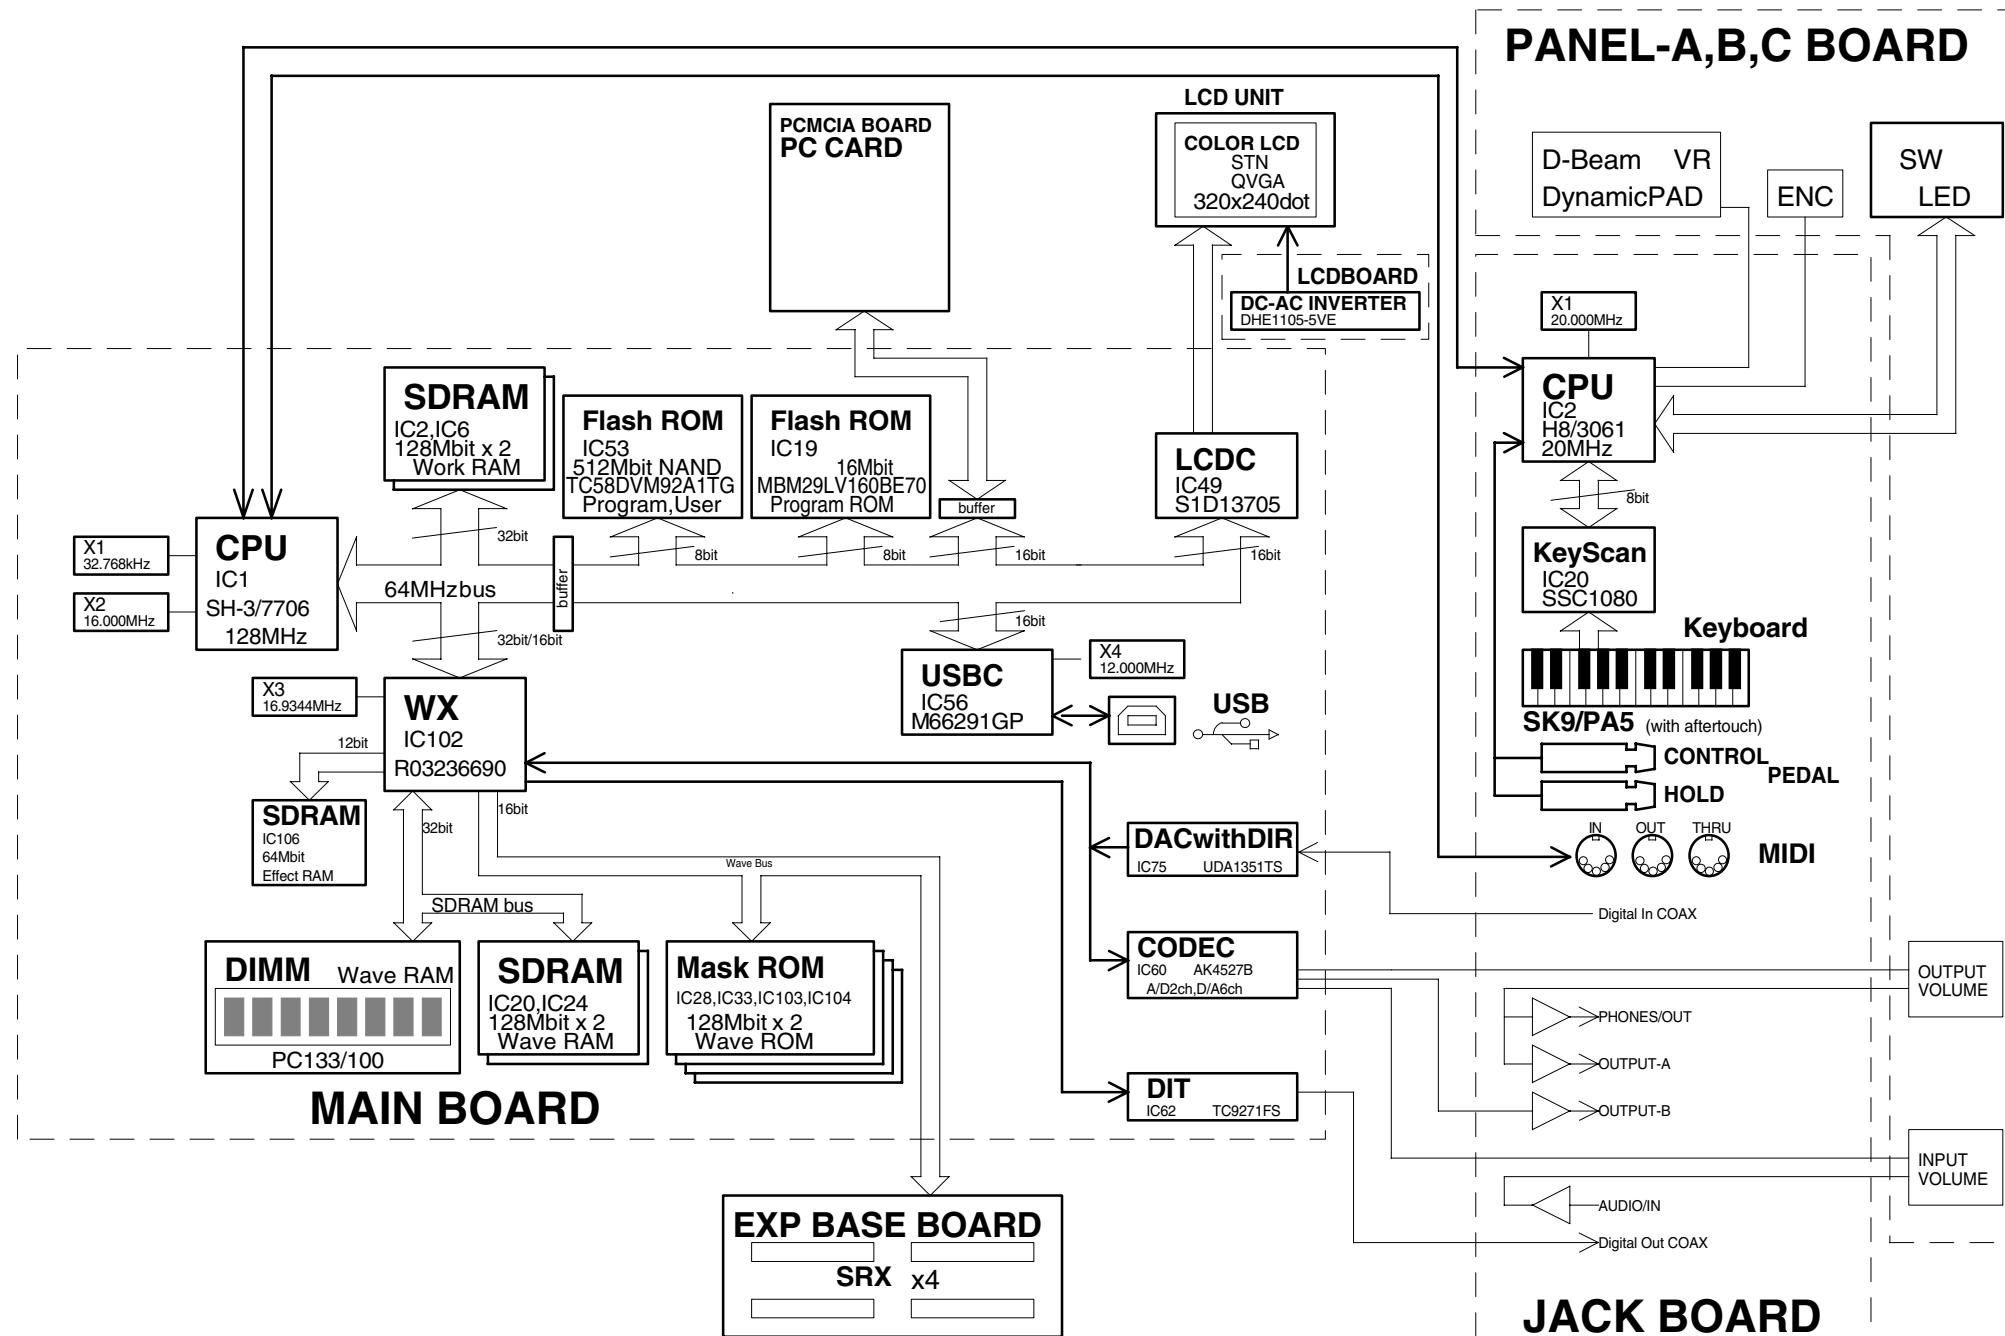 PANEL-A,B,C BOARD
D-Beam VR
DynamicPAD
ENC
SW
LED
LCD UNIT
COLOR LCD
STN
QVGA
320x240dot
PCMCIA BOARD
PC CARD
LCDBOARD
DC-AC INVERTER
DHE1105-5VE
X1
20.000MHz
CPU
IC2
H8/3061
20MHz
8bit
KeyScan
IC20
SSC1080
Keyboard
SK9/PA5 (with aftertouch)
CONTROL
PEDAL
HOLD
IN OUT THRU
MIDI
SDRAM
IC2,IC6
128Mbit x 2
Work RAM
Flash ROM
IC53
512Mbit NAND
TC58DVM92A1TG
Program,User
Flash ROM
IC19
16Mbit
MBM29LV160BE70
Program ROM
buffer
LCDC
IC49
S1D13705
X1
32.768kHz
X2
16.000MHz
CPU
IC1
SH-3/7706
128MHz
32bit
64MHzbus
buffer
8bit
8bit
16bit
16bit
32bit/16bit
16bit
X3
16.9344MHz
WX
IC102
R03236690
USBC
IC56
M66291GP
X4
12.000MHz
USB
12bit
16bit
32bit
SDRAM
IC106
64Mbit
Effect RAM
Wave Bus
SDRAM bus
DACwithDIR
IC75 UDA1351TS
Digital In COAX
DIMM Wave RAM
PC133/100
SDRAM
IC20,IC24
128Mbit x 2
Wave RAM
Mask ROM
IC28,IC33,IC103,IC104
128Mbit x 2
Wave ROM
CODEC
IC60 AK4527B
A/D2ch,D/A6ch
OUTPUT
VOLUME
PHONES/OUT
OUTPUT-A
OUTPUT-B
DIT
IC62 TC9271FS
MAIN BOARD
INPUT
VOLUME
AUDIO/IN
Digital Out COAX
EXP BASE BOARD
SRX x4
JACK BOARD